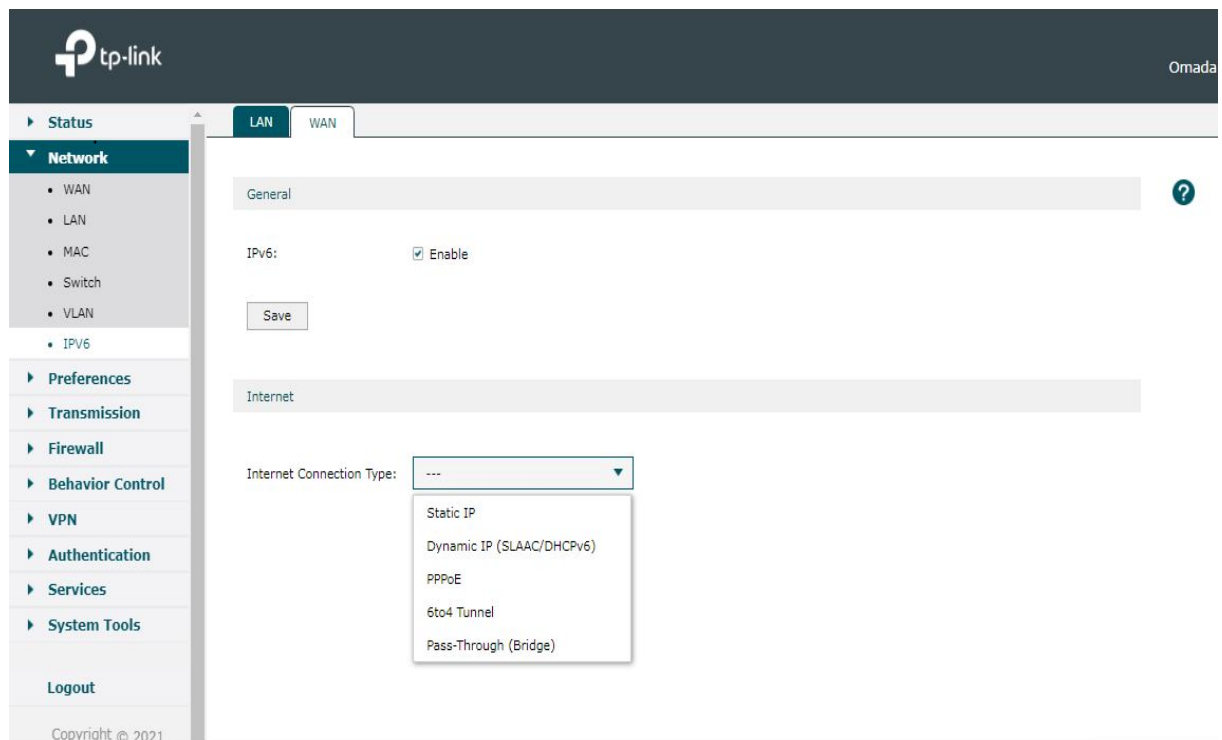 tp-link
Omada
Status
Network
WAN
LAN
MAC
Switch
VLAN
IPV6
Preferences
Transmission
Firewall
Behavior Control
VPN
Authentication
Services
System Tools
Logout
Copyright © 2021
LAN WAN
General
IPv6: Enable
Save
Internet
Internet Connection Type: ---
Static IP
Dynamic IP (SLAAC/DHCPv6)
PPPoE
6to4 Tunnel
Pass-Through (Bridge)